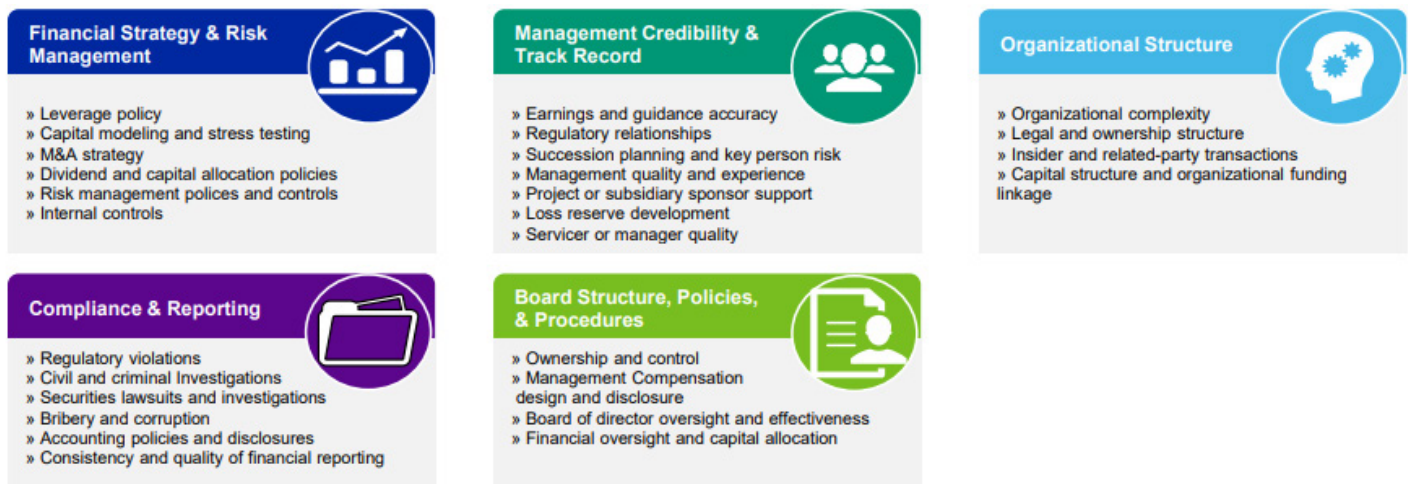 Financial Strategy & Risk
Management
» Leverage policy
» Capital modeling and stress testing
» M&A strategy
» Dividend and capital allocation policies
» Risk management polices and controls
» Internal controls
Management Credibility &
Track Record
» Earnings and guidance accuracy
» Regulatory relationships
» Succession planning and key person risk
» Management quality and experience
» Project or subsidiary sponsor support
» Loss reserve development
» Servicer or manager quality
Organizational Structure
» Organizational complexity
» Legal and ownership structure
» Insider and related-party transactions
» Capital structure and organizational funding
linkage
Compliance & Reporting
» Regulatory violations
» Civil and criminal Investigations
» Securities lawsuits and investigations
» Bribery and corruption
» Accounting policies and disclosures
» Consistency and quality of financial reporting
Board Structure, Policies,
& Procedures
» Ownership and control
» Management Compensation
design and disclosure
» Board of director oversight and effectiveness
» Financial oversight and capital allocation